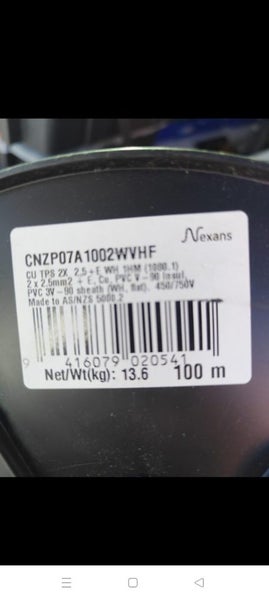 Nexans
CNZP07A1002WVHF
CU TPS 2X 2.5+E WH 1HM (1000.1)
2 x 2.5mm2 + E, Cu, PVC V-90 insul,
PVC 3V-90 sheath (WH, flat). 450/750V
Made to AS/NZS 5000.2
9 416079 020541
Net/Wt(kg): 13.6 100 m